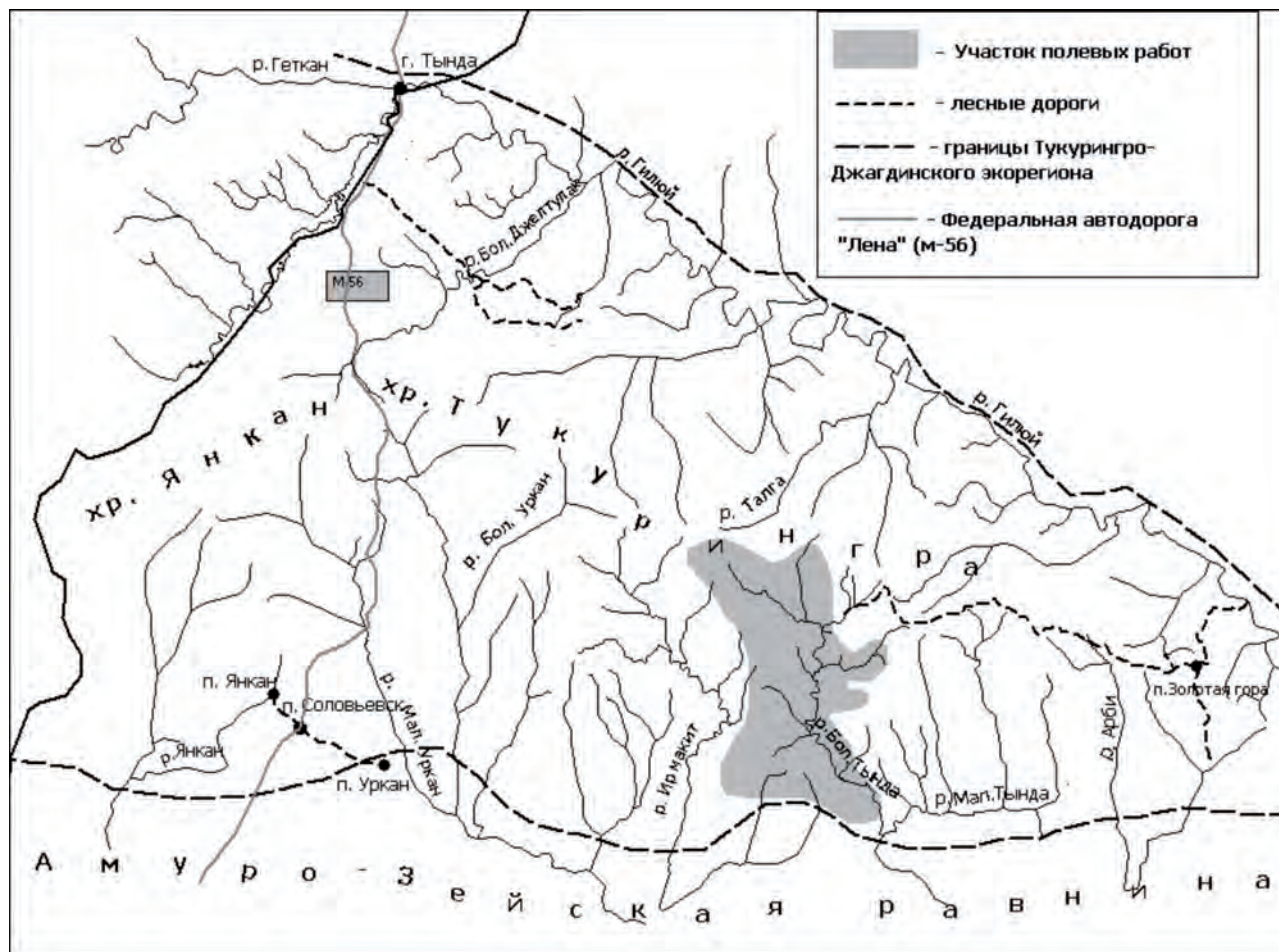 р. Геткан
г. Тында
- Участок полевых работ
- лесные дороги
- границы Тукурингро-
Джагдинского экорегиона
- Федеральная автодорога
"Лена" (м-56)
р. Гилюй
р. Бол. Джелтулак
М-56
р. Гилюй
хр. Янкан
хр. Тукурингра
р. Талга
р. Бол. Уркан
п. Янкан
п. Соловьевск
р. Мал. Уркан
п. Золотая гора
р. Янкан
п. Уркан
р. Ирмакит
р. Бол. Тында
р. Мал. Тында
р. Арби
Амуро-Зейская равнина